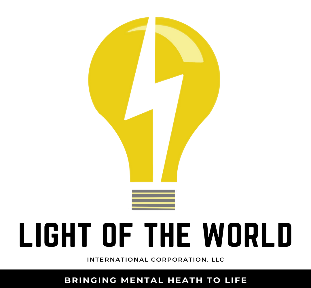 LIGHT OF THE WORLD
INTERNATIONAL CORPORATION, LLC
BRINGING MENTAL HEATH TO LIFE